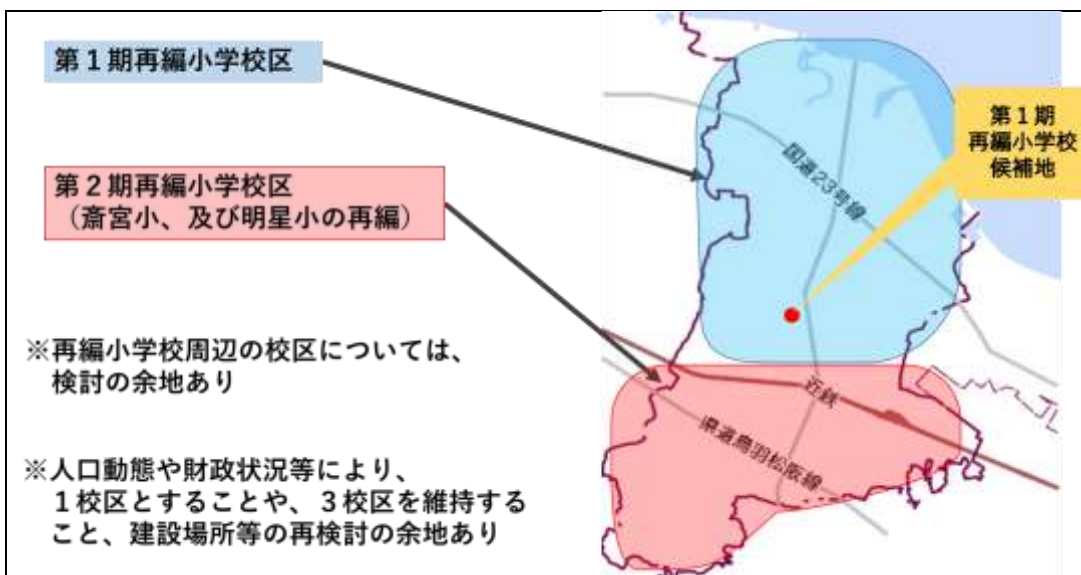 第１期再編小学校区
第２期再編小学校区
（斎宮小、及び明星小の再編）
※再編小学校周辺の校区については、
検討の余地あり
※人口動態や財政状況等により、
１校区とすることや、３校区を維持する
こと、建設場所等の再検討の余地あり
第１期
再編小学校
候補地
国道23号線
近鉄
県道鳥羽松阪線